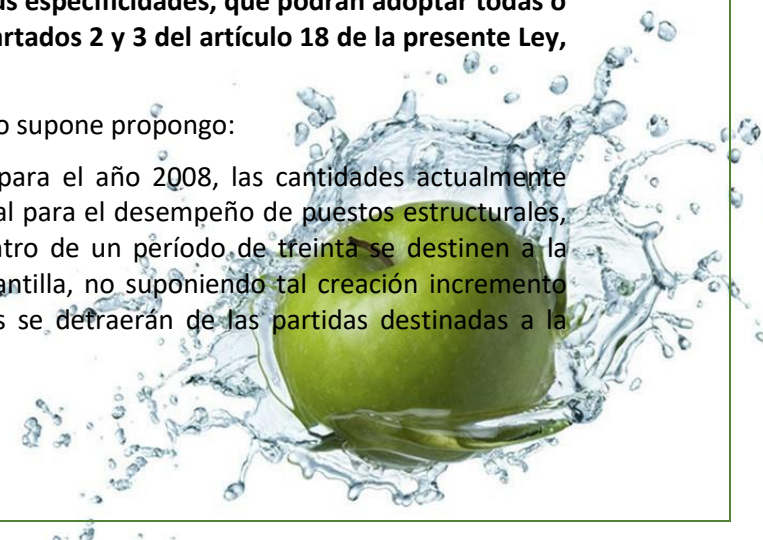 us especificidades, que podrán adoptar todas o
artados 2 y 3 del artículo 18 de la presente Ley,
o supone propongo:
para el año 2008, las cantidades actualmente
al para el desempeño de puestos estructurales,
ntro de un período de treinta se destinen a la
antilla, no suponiendo tal creación incremento
s se detraerán de las partidas destinadas a la